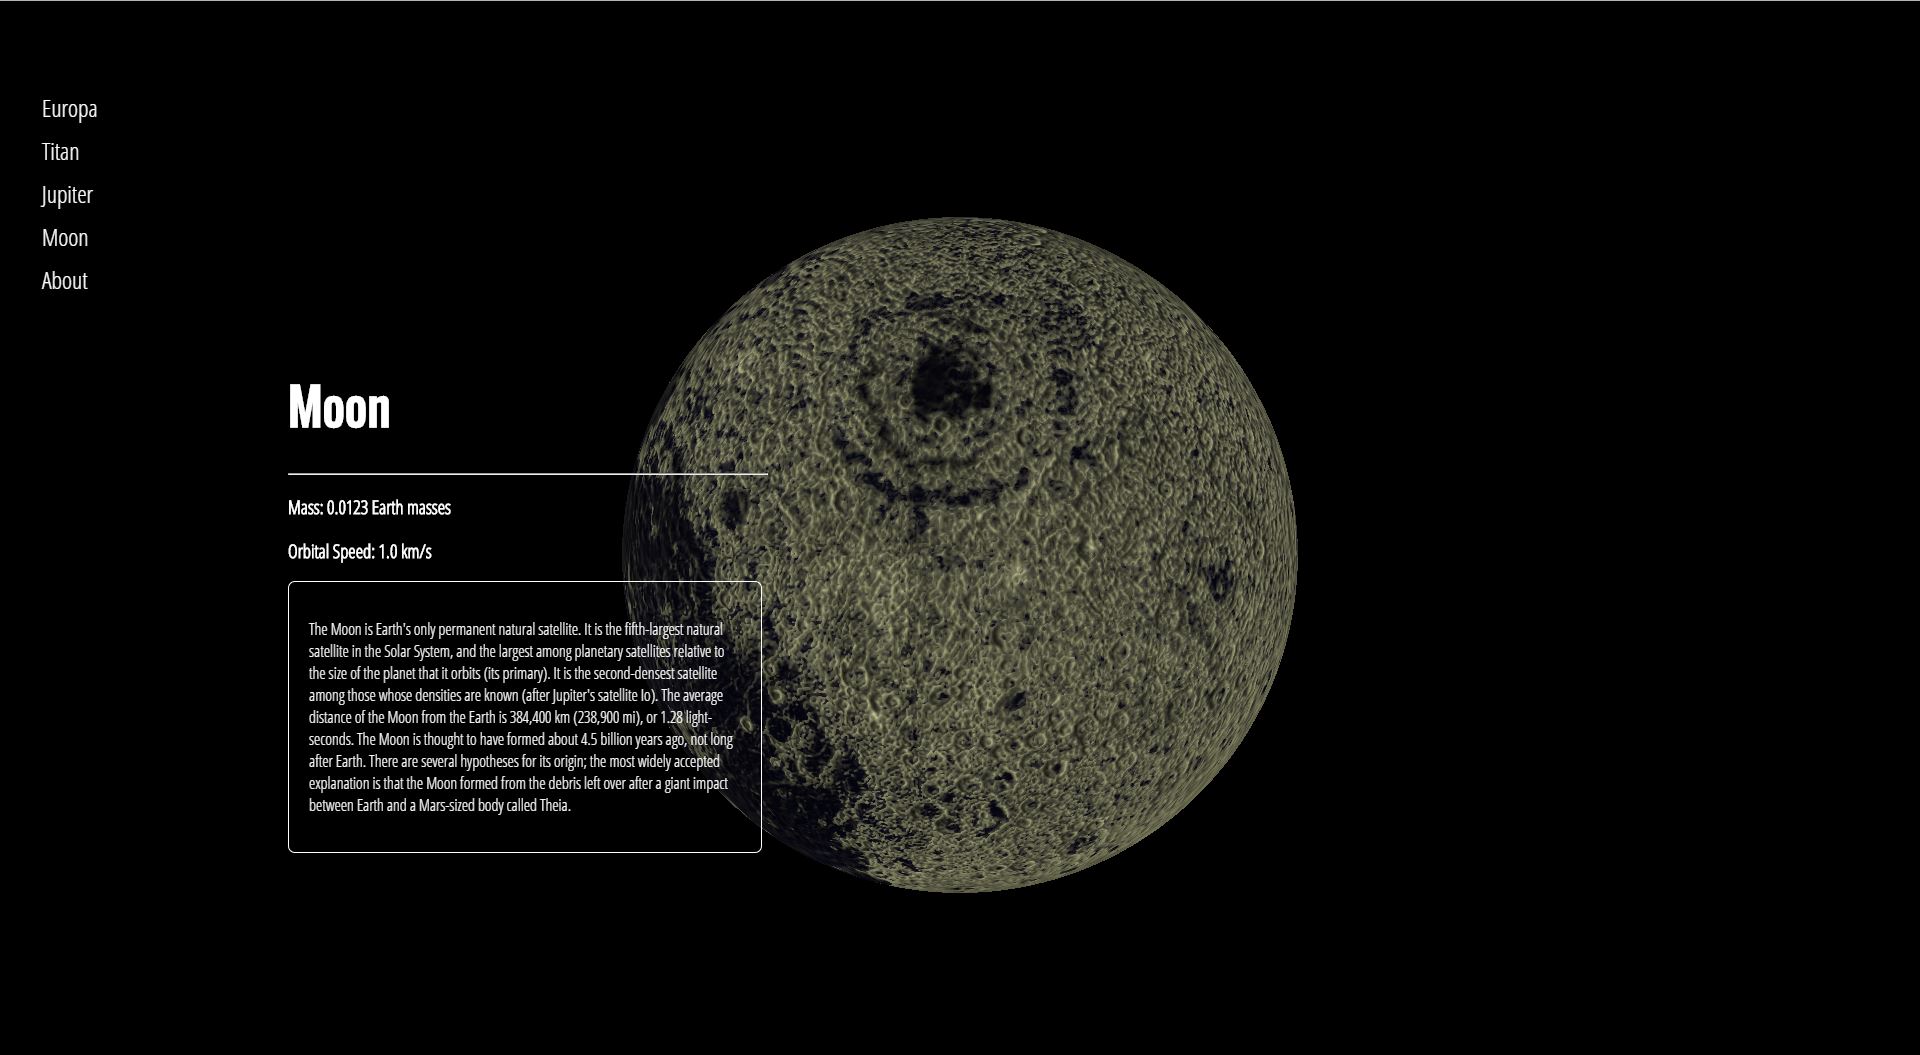 Europa
Titan
Jupiter
Moon
About
Moon
Mass: 0.0123 Earth masses
Orbital Speed: 1.0 km/s
The Moon is Earth's only permanent natural satellite. It is the fifth-largest natural
satellite in the Solar System, and the largest among planetary satellites relative to
the size of the planet that it orbits (its primary). It is the second-densest satellite
among those whose densities are known (after Jupiter's satellite Io). The average
distance of the Moon from the Earth is 384,400 km (238,900 mi), or 1.28 light-
seconds. The Moon is thought to have formed about 4.5 billion years ago, not long
after Earth. There are several hypotheses for its origin; the most widely accepted
explanation is that the Moon formed from the debris left over after a giant impact
between Earth and a Mars-sized body called Theia.